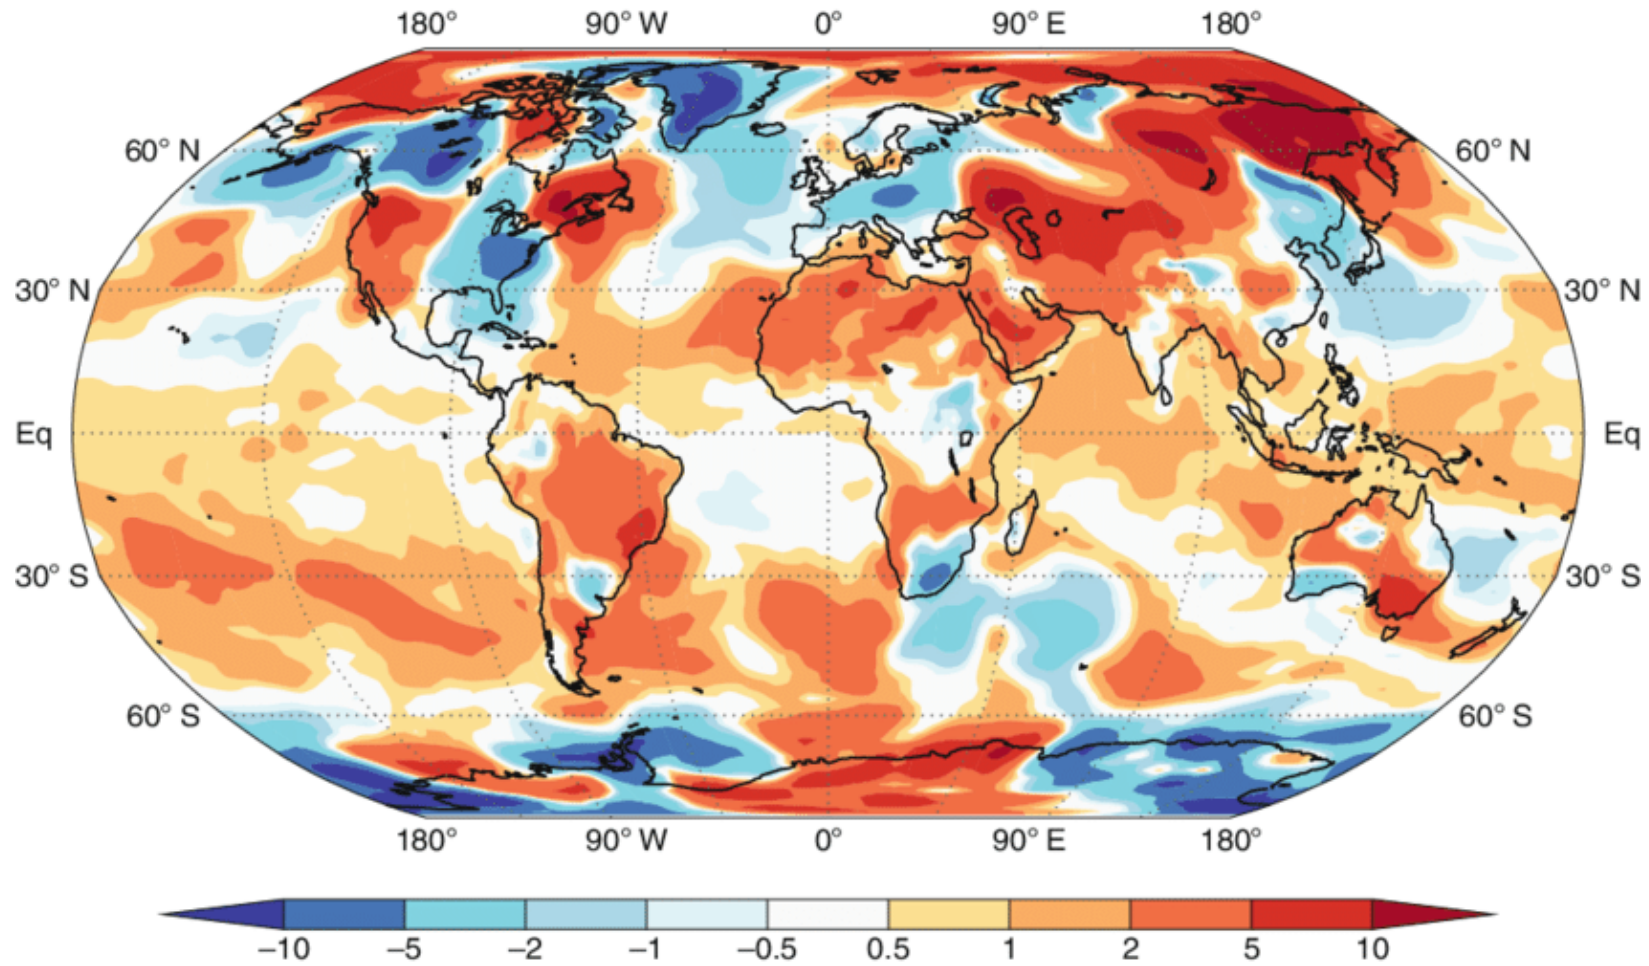 180° 90° W 0° 90° E 180°
60° N 60° N
30° N 30° N
Eq Eq
30° S 30° S
60° S 60° S
180° 90° W 0° 90° E 180°
–10 –5 –2 –1 –0.5 0.5 1 2 5 10